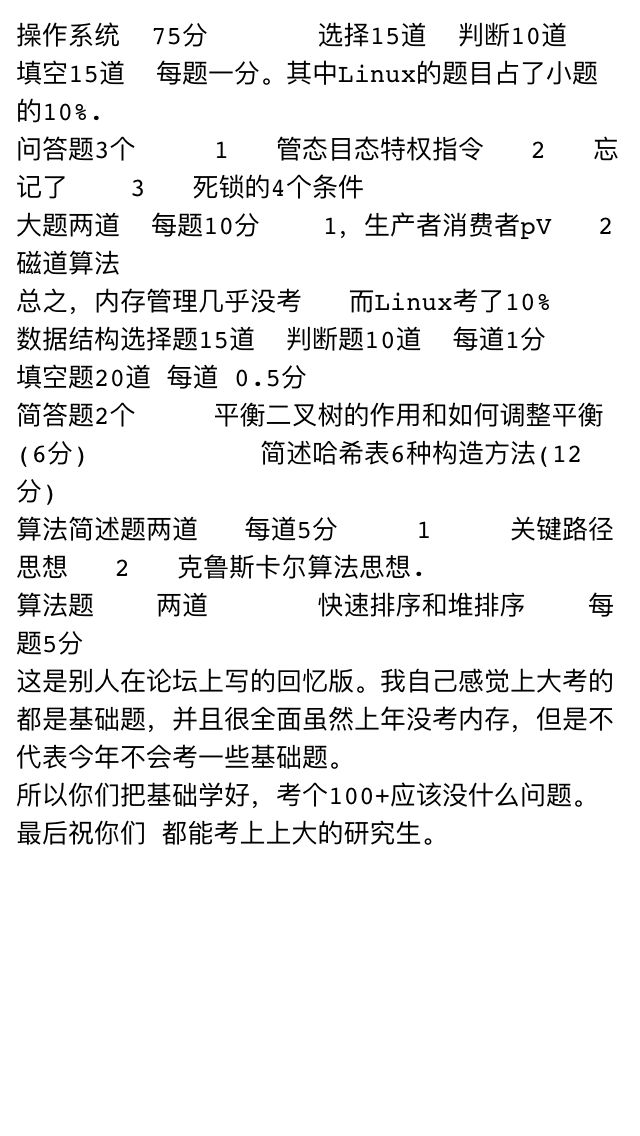 操作系统  75分       选择15道  判断10道
填空15道  每题一分。其中Linux的题目占了小题
的10%.
问答题3个     1   管态目态特权指令   2   忘
记了    3   死锁的4个条件
大题两道  每题10分    1，生产者消费者pV   2
磁道算法
总之，内存管理几乎没考   而Linux考了10%
数据结构选择题15道  判断题10道  每道1分
填空题20道 每道 0.5分
简答题2个     平衡二叉树的作用和如何调整平衡
(6分)           简述哈希表6种构造方法(12
分)
算法简述题两道   每道5分     1     关键路径
思想   2   克鲁斯卡尔算法思想.
算法题    两道       快速排序和堆排序    每
题5分
这是别人在论坛上写的回忆版。我自己感觉上大考的
都是基础题，并且很全面虽然上年没考内存，但是不
代表今年不会考一些基础题。
所以你们把基础学好，考个100+应该没什么问题。
最后祝你们 都能考上上大的研究生。